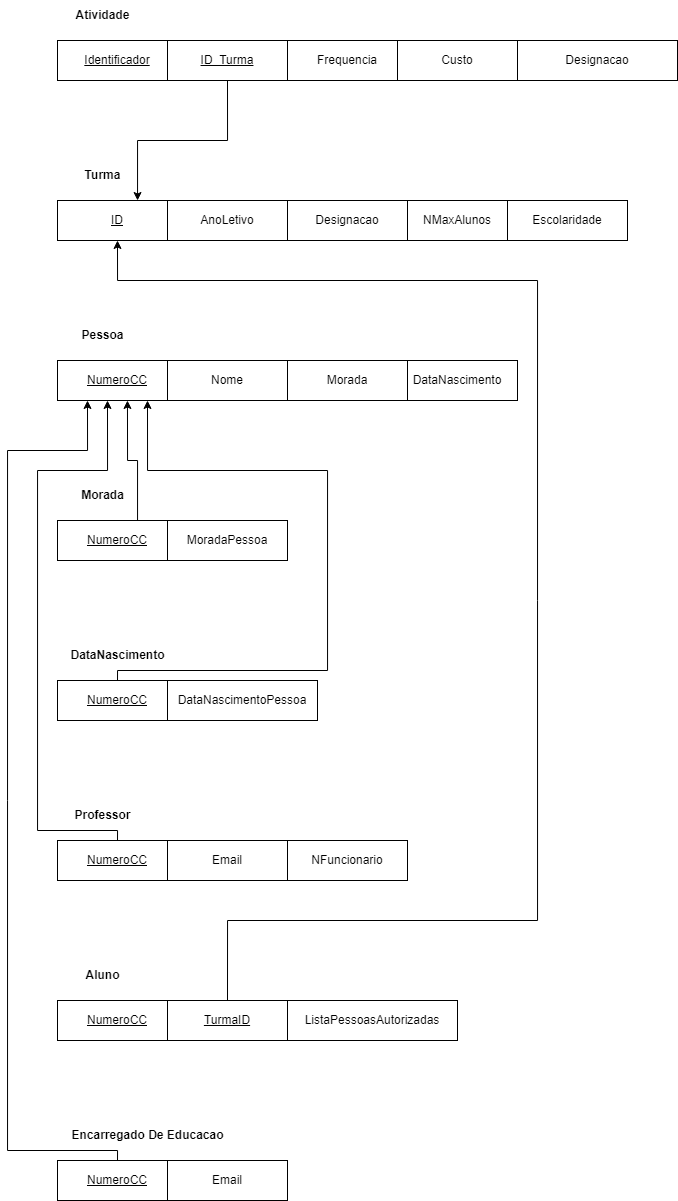 Atividade
Identificador ID_Turma Frequencia Custo Designacao
Turma
ID AnoLetivo Designacao NMaxAlunos Escolaridade
Pessoa
NumeroCC Nome Morada DataNascimento
Morada
NumeroCC MoradaPessoa
DataNascimento
NumeroCC DataNascimentoPessoa
Professor
NumeroCC Email NFuncionario
Aluno
NumeroCC TurmaID ListaPessoasAutorizadas
Encarregado De Educacao
NumeroCC Email